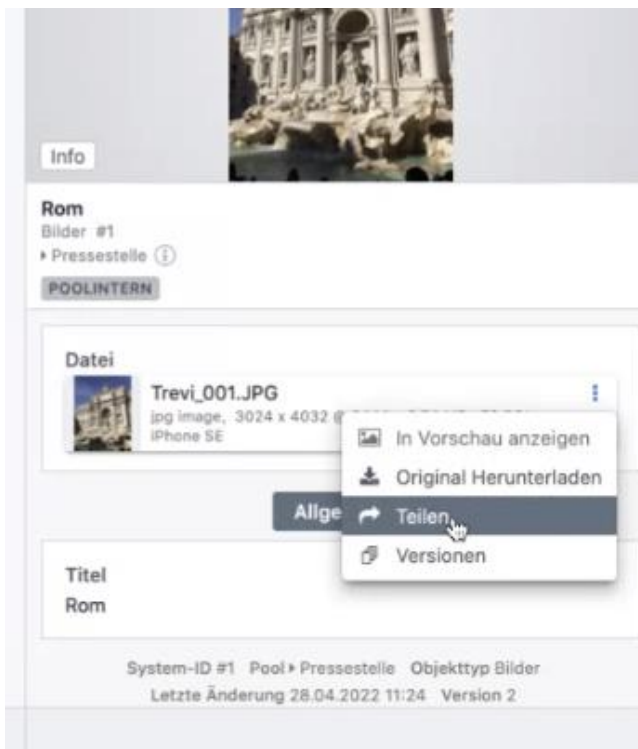 Info
Rom
Bilder #1
Pressestelle
POOLINTERN
Datei
Trevi_001.JPG
jpg image, 3024 x 4032
iPhone SE
In Vorschau anzeigen
Original Herunterladen
Allge
Teilen
Versionen
Titel
Rom
System-ID #1 Pool Pressestelle Objekttyp Bilder
Letzte Änderung 28.04.2022 11:24 Version 2